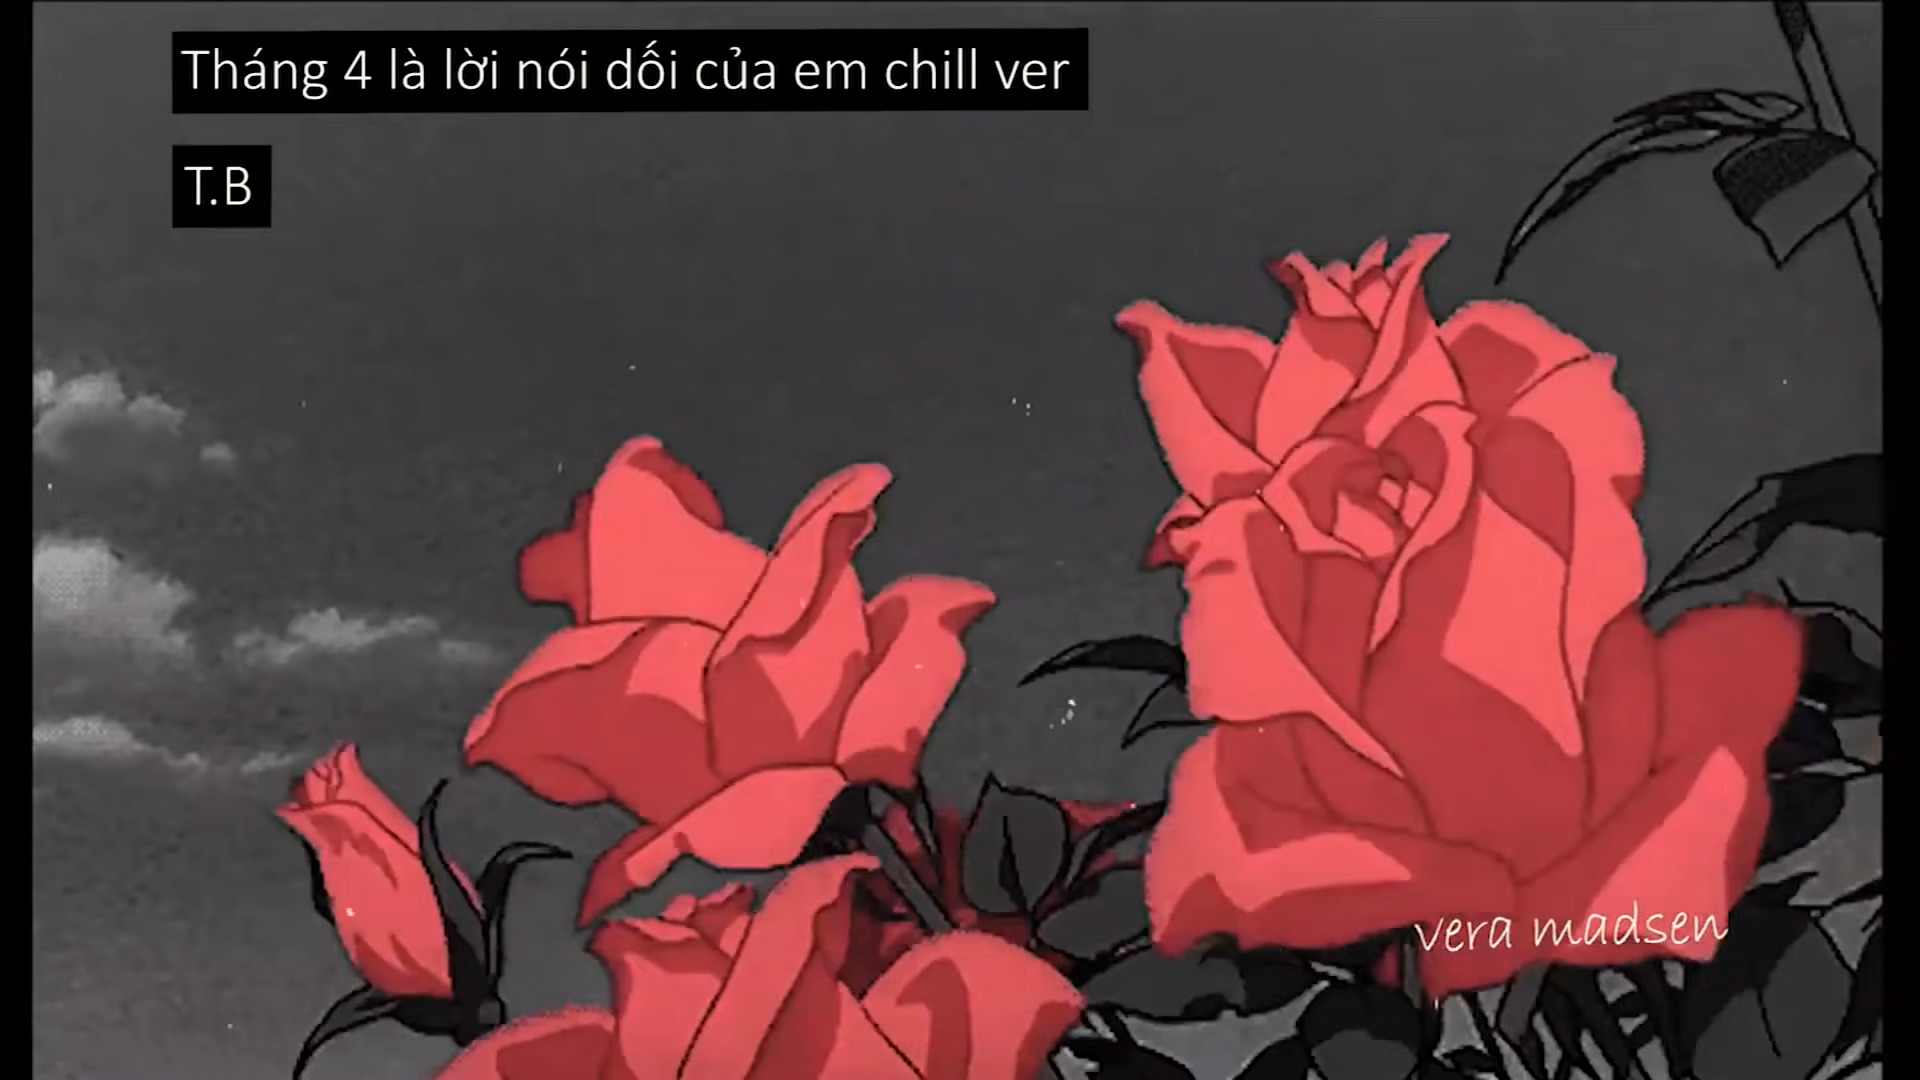 Tháng 4 là lời nói dối của em chill ver
T.B
vera madsen